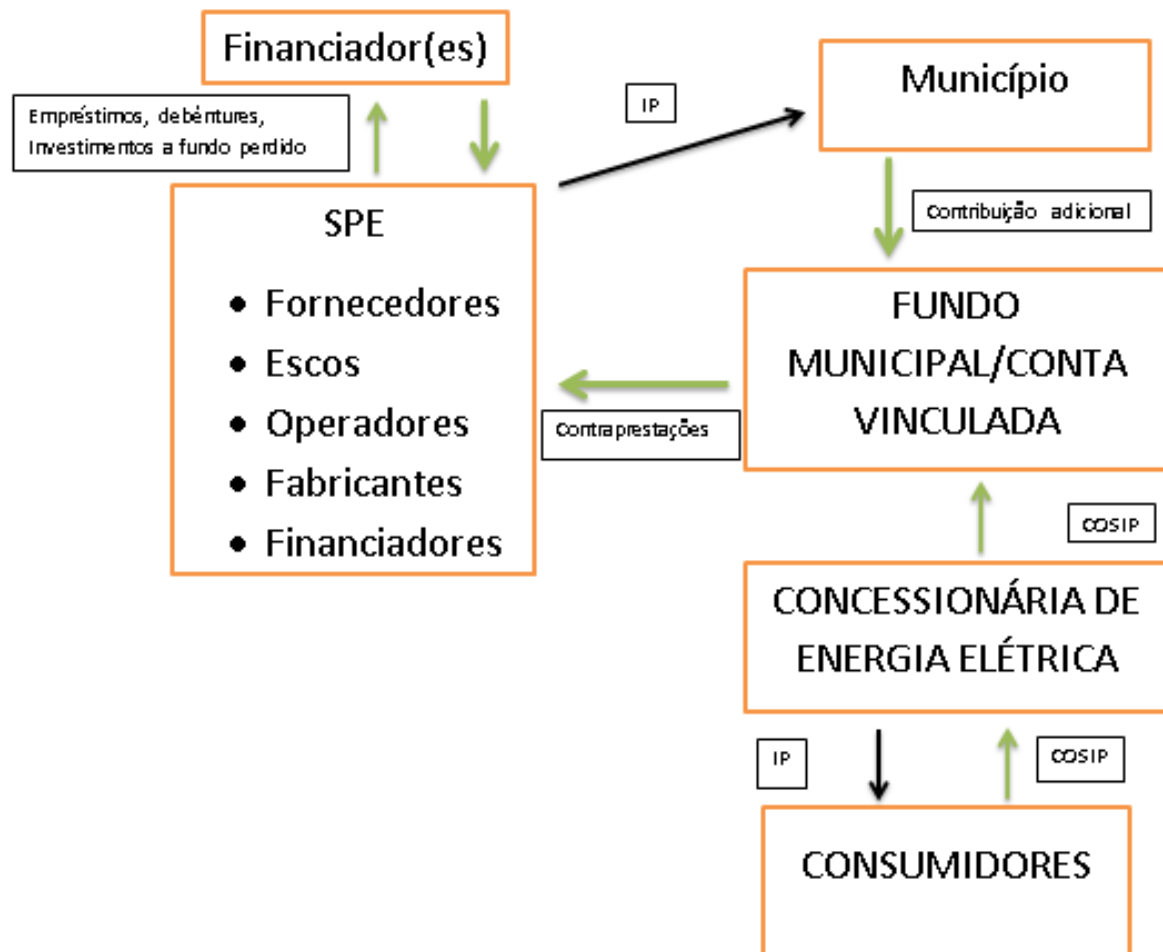 Financiador(es)
Empréstimos, debêntures,
Investimentos a fundo perdido
IP
Município
Contribuição adicional
SPE
• Fornecedores
• Escos
• Operadores
• Fabricantes
• Financiadores
FUNDO
MUNICIPAL/CONTA
VINCULADA
Contraprestações
COSIP
CONCESSIONÁRIA DE
ENERGIA ELÉTRICA
IP
COSIP
CONSUMIDORES